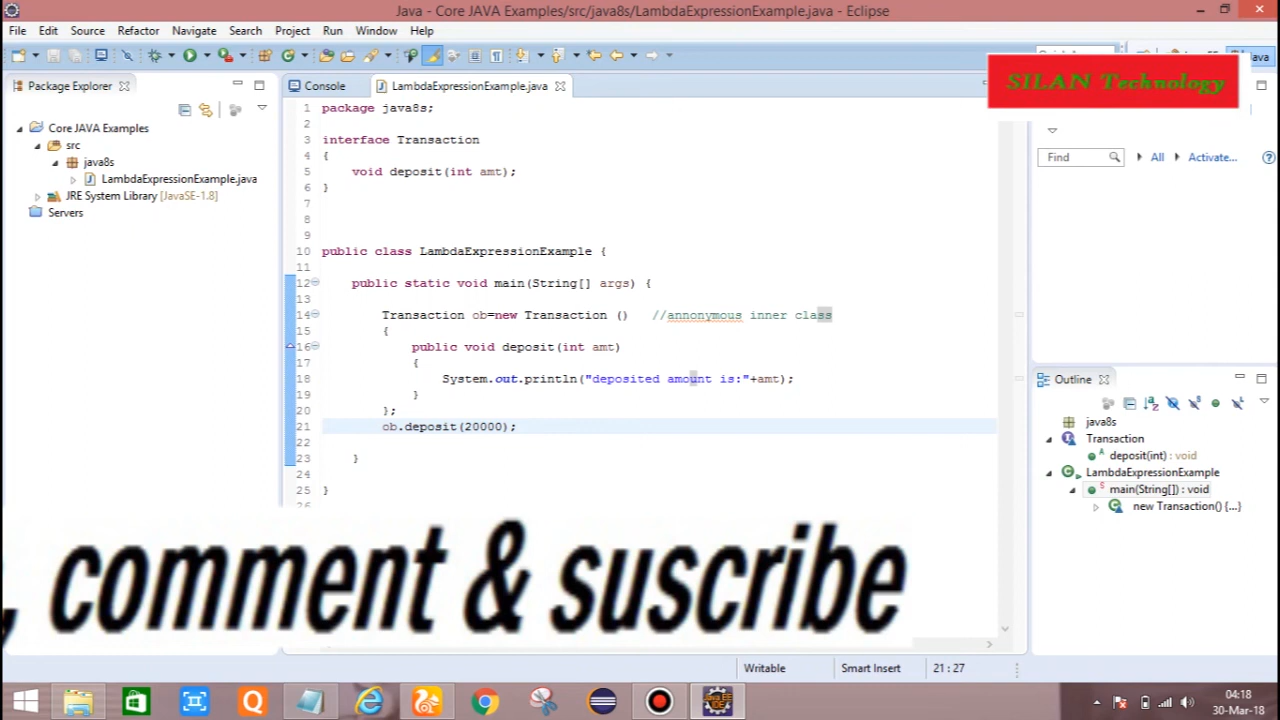 Java - Core JAVA Examples/src/java8s/LambdaExpressionExample.java - Eclipse
File Edit Source Refactor Navigate Search Project Run Window Help
Java
SILAN Technology
Package Explorer
Console
LambdaExpressionExample.java
Core JAVA Examples
src
java8s
LambdaExpressionExample.java
JRE System Library [JavaSE-1.8]
Servers
1 package java8s;
2
3 interface Transaction
4 {
5 void deposit(int amt);
6 }
7
8
9
10 public class LambdaExpressionExample {
11
12 public static void main(String[] args) {
13
14 Transaction ob=new Transaction () //annonymous inner class
15 {
16 public void deposit(int amt)
17 {
18 System.out.println("deposited amount is:"+amt);
19 }
20 };
21 ob.deposit(20000);
22
23 }
24
25 }
26
Find All Activate...
Outline
java8s
Transaction
deposit(int) : void
LambdaExpressionExample
main(String[]) : void
new Transaction() {...}
, comment & suscribe
Writable Smart Insert 21 : 27
04:18
30-Mar-18